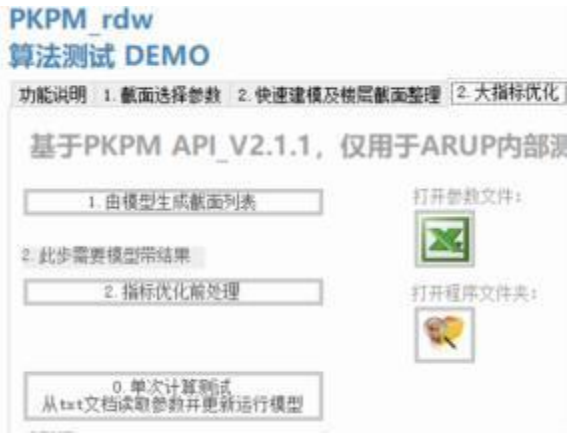 PKPM_rdw
算法测试 DEMO
功能说明 1.截面选择参数 2.快速建模及楼层截面整理 2.大指标优化
基于PKPM API_V2.1.1，仅用于ARUP内部测
1.由模型生成截面列表
打开参数文件:
2.此步需要模型带结果
2.指标优化前处理
打开程序文件夹:
0.单次计算测试
从txt文档读取参数并更新运行模型